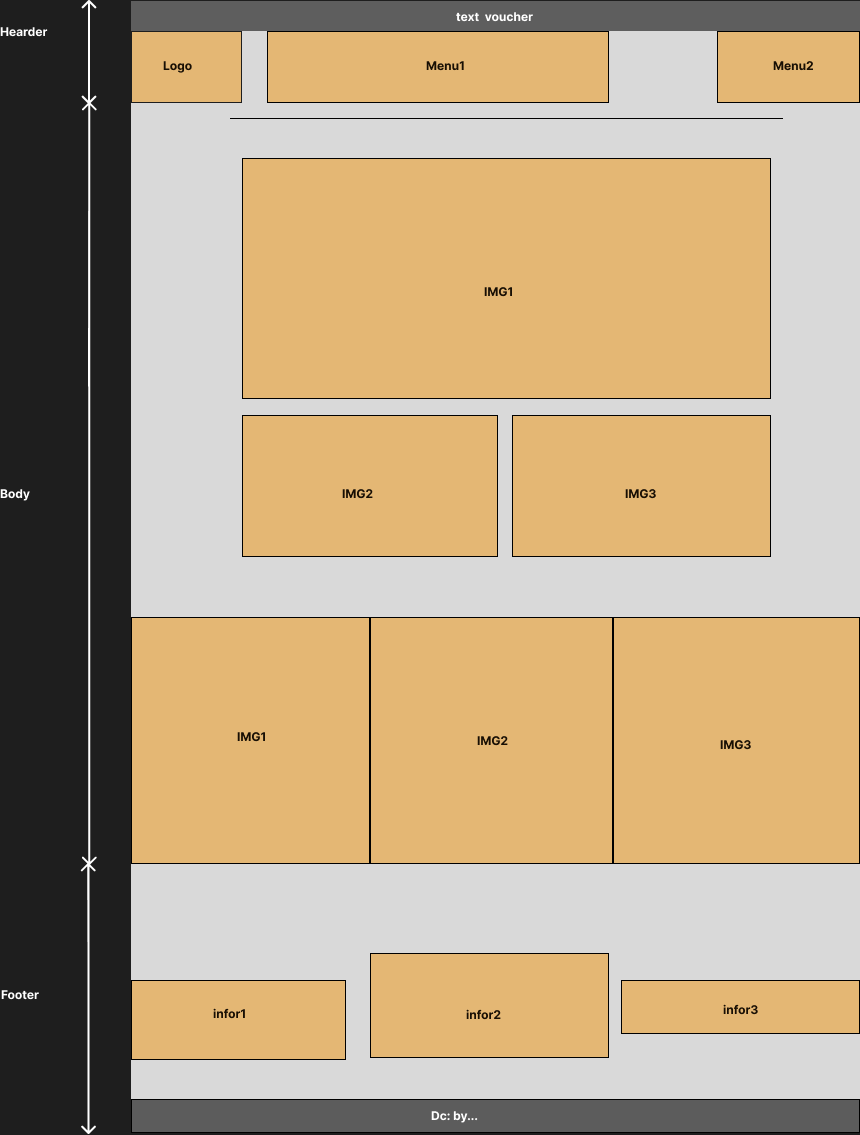 text voucher
Hearder
Logo
Menu1
Menu2
IMG1
Body
IMG2
IMG3
IMG1
IMG2
IMG3
Footer
infor1
infor2
infor3
Dc: by...